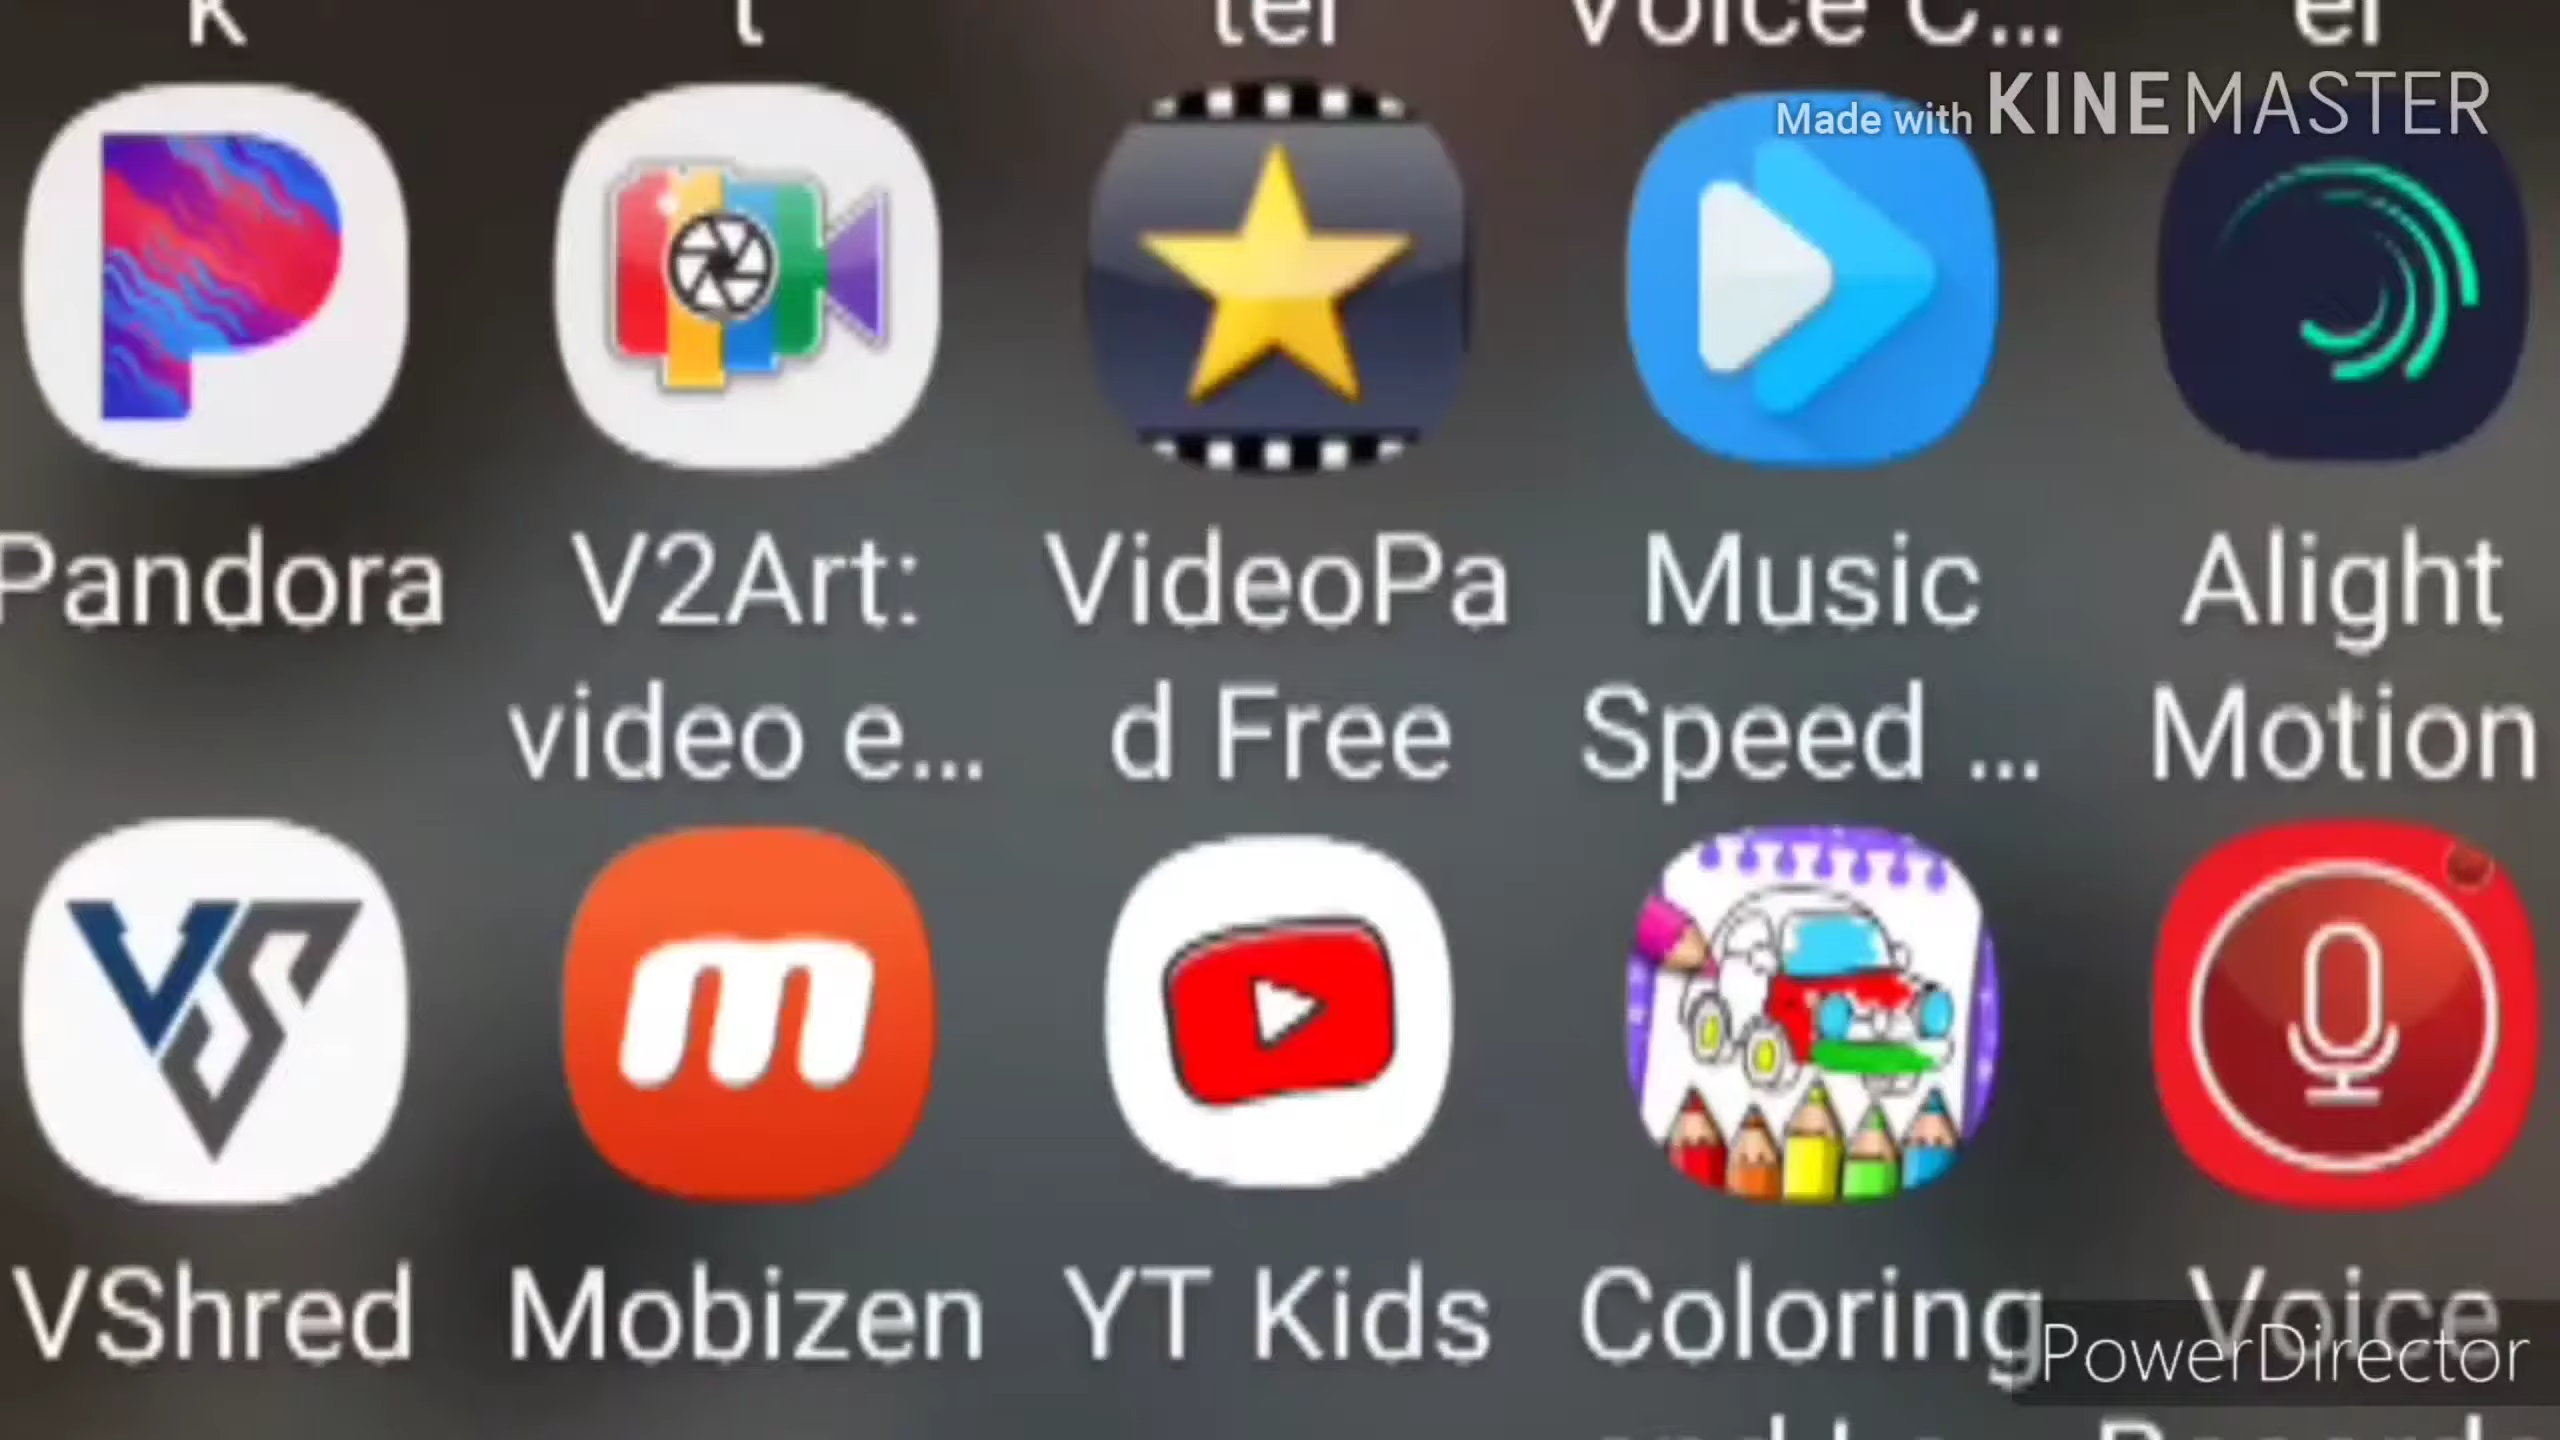 Voice C...
Made with KINEMASTER
Pandora V2Art: VideoPa Music Alight
video e... d Free Speed ... Motion
VShred Mobizen YT Kids Coloring Voice
PowerDirector